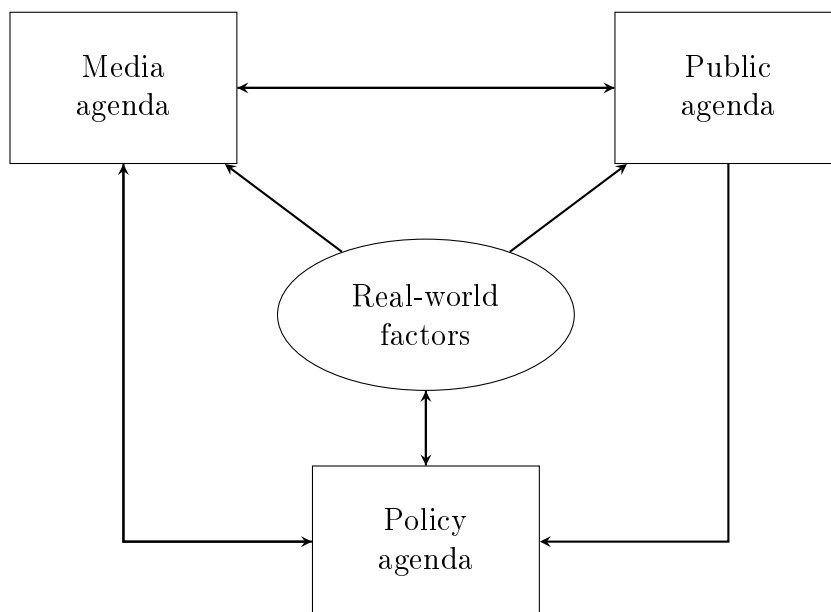 Media
agenda
Public
agenda
Real-world
factors
Policy
agenda